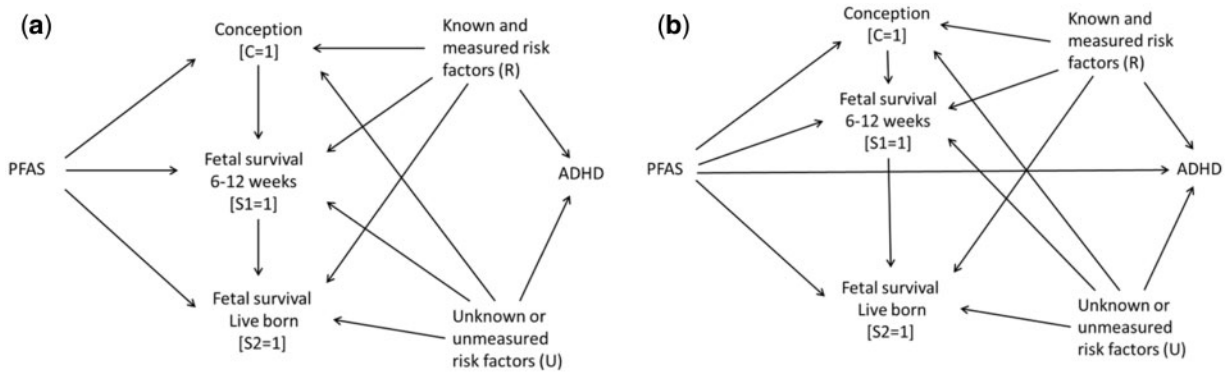 (a)
Conception
[C=1]
Known and
measured risk
factors (R)
PFAS
Fetal survival
6-12 weeks
[S1=1]
ADHD
Fetal survival
Live born
[S2=1]
Unknown or
unmeasured
risk factors (U)
(b)
Conception
[C=1]
Known and
measured risk
factors (R)
Fetal survival
6-12 weeks
[S1=1]
PFAS
ADHD
Fetal survival
Live born
[S2=1]
Unknown or
unmeasured
risk factors (U)